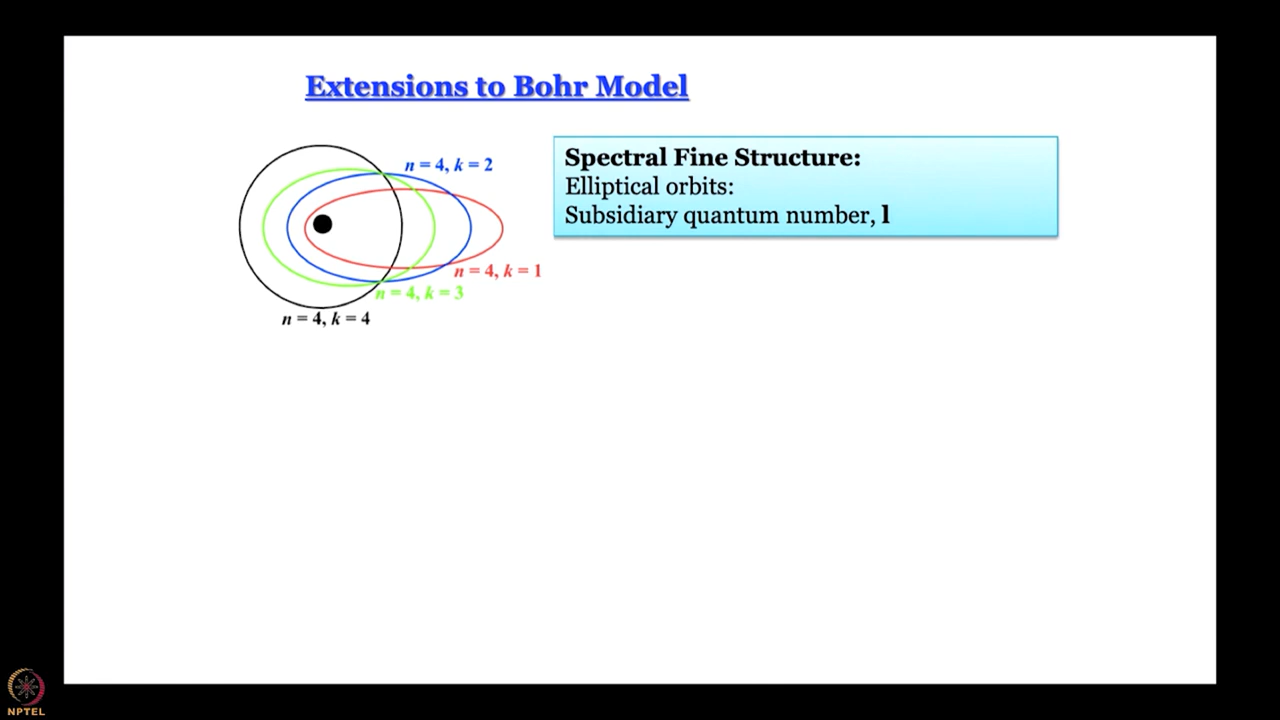 Extensions to Bohr Model
n = 4, k = 2
Spectral Fine Structure:
Elliptical orbits:
Subsidiary quantum number, l
n = 4, k = 1
n = 4, k = 3
n = 4, k = 4
NPTEL